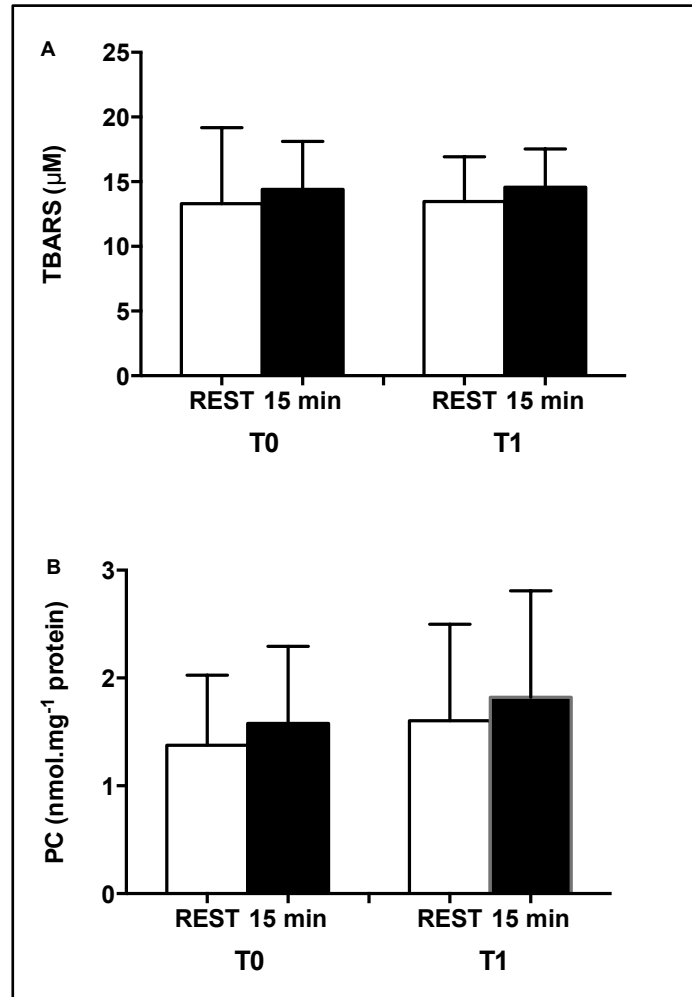 A
TBARS (μM)
25
20
15
10
5
0
REST 15 min REST 15 min
T0 T1
B
PC (nmol.mg⁻¹ protein)
3
2
1
0
REST 15 min REST 15 min
T0 T1